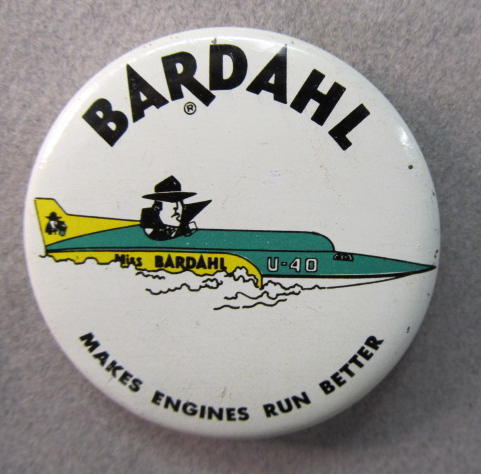 BARDAHL
®
Miss BARDAHL U-40
MAKES ENGINES RUN BETTER